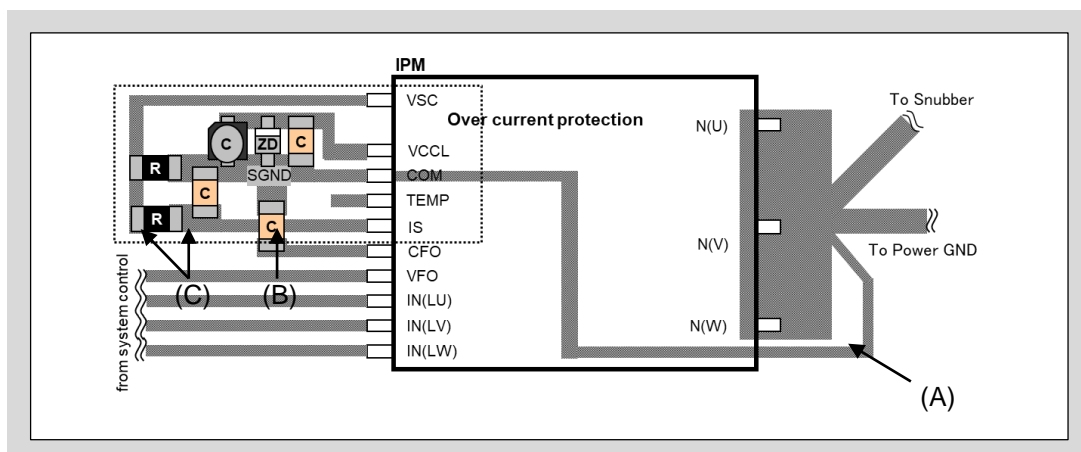 IPM
VSC
Over current protection
VCCL
COM
TEMP
IS
CFO
VFO
IN(LU)
IN(LV)
IN(LW)
N(U)
N(V)
N(W)
To Snubber
To Power GND
C
ZD
C
R
SGND
C
R
C
(C)
(B)
(A)
from system control